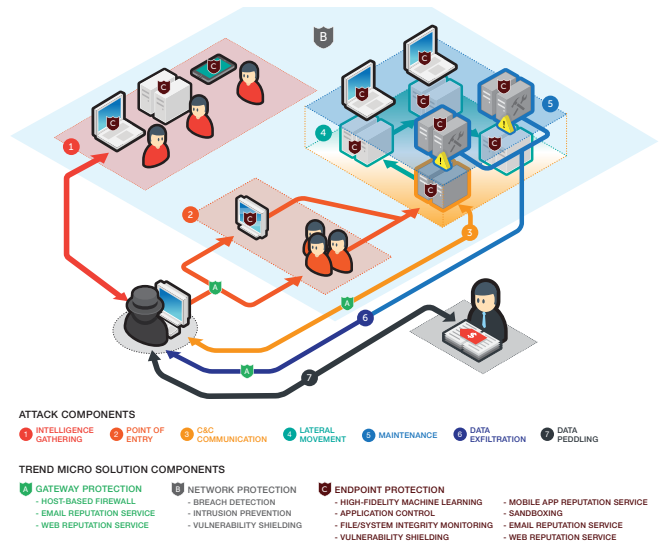 B
C
C
C
C
C
C
5
C
4
C
C
1
C
2
C
3
A
A
$
6
A
7
ATTACK COMPONENTS
1 INTELLIGENCE GATHERING
2 POINT OF ENTRY
3 C&C COMMUNICATION
4 LATERAL MOVEMENT
5 MAINTENANCE
6 DATA EXFILTRATION
7 DATA PEDDLING
TREND MICRO SOLUTION COMPONENTS
A GATEWAY PROTECTION
- HOST-BASED FIREWALL
- EMAIL REPUTATION SERVICE
- WEB REPUTATION SERVICE
B NETWORK PROTECTION
- BREACH DETECTION
- INTRUSION PREVENTION
- VULNERABILITY SHIELDING
C ENDPOINT PROTECTION
- HIGH-FIDELITY MACHINE LEARNING
- APPLICATION CONTROL
- FILE/SYSTEM INTEGRITY MONITORING
- VULNERABILITY SHIELDING
- MOBILE APP REPUTATION SERVICE
- SANDBOXING
- EMAIL REPUTATION SERVICE
- WEB REPUTATION SERVICE